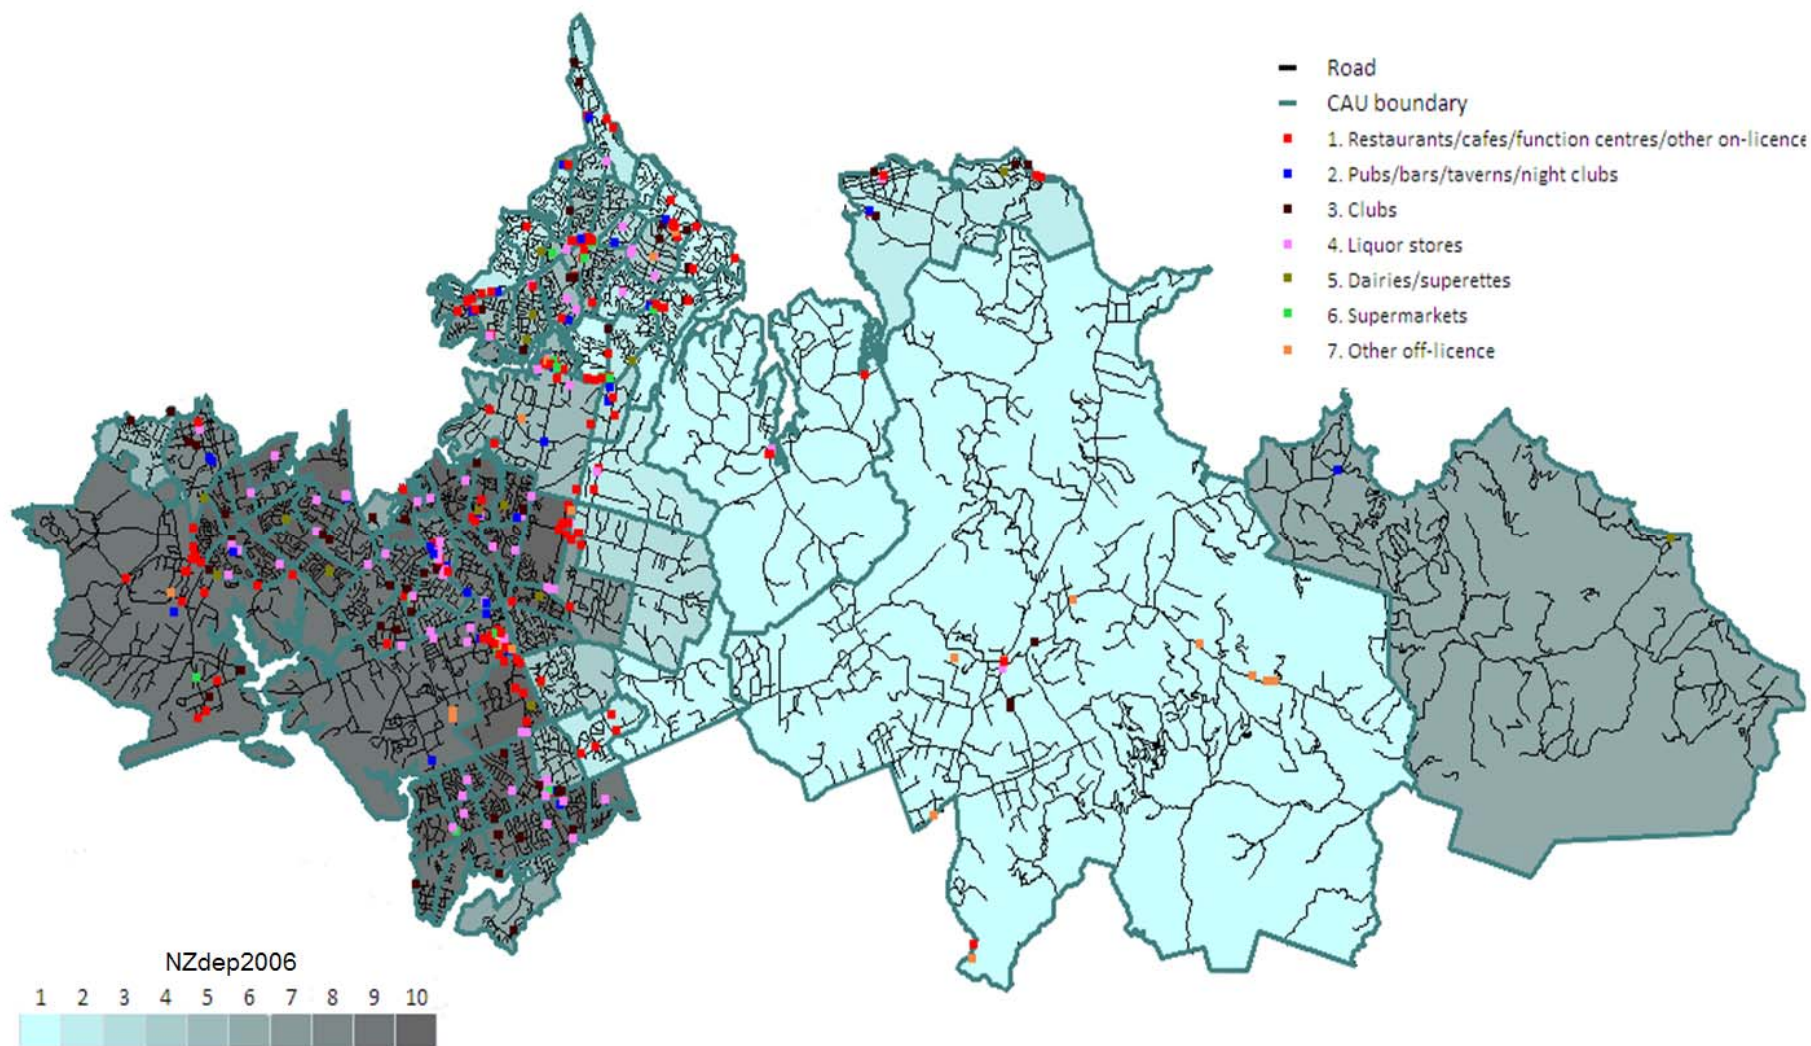 Road
CAU boundary
1. Restaurants/cafes/function centres/other on-licence
2. Pubs/bars/taverns/night clubs
3. Clubs
4. Liquor stores
5. Dairies/superettes
6. Supermarkets
7. Other off-licence
NZdep2006
1 2 3 4 5 6 7 8 9 10